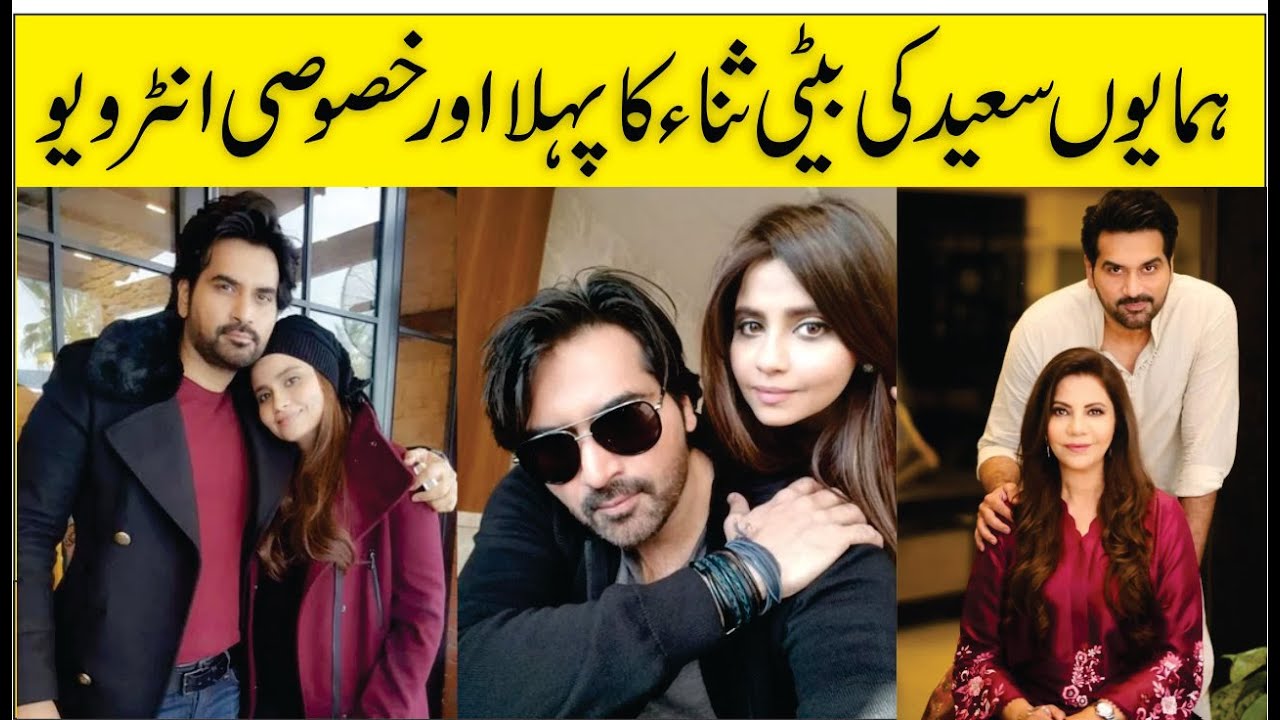 ہمایوں سعید کی بیٹی ثناء کا پہلا اور خصوصی انٹرویو